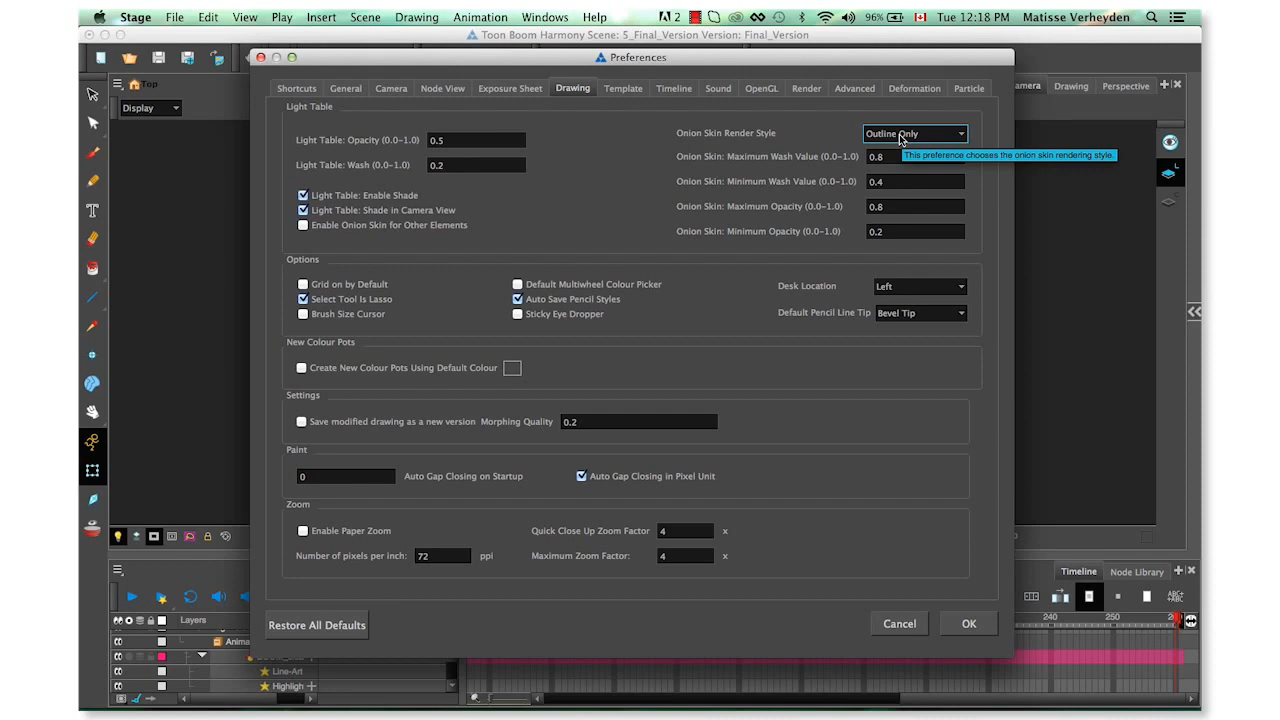 Stage File Edit View Play Insert Scene Drawing Animation Windows Help 2 96% Tue 12:18 PM Matisse Verheyden
Toon Boom Harmony Scene: 5_Final_Version Version: Final_Version
Preferences
Top
Display
Shortcuts General Camera Node View Exposure Sheet Drawing Template Timeline Sound OpenGL Render Advanced Deformation Particle
amera Drawing Perspective
Light Table
Light Table: Opacity (0.0-1.0) 0.5
Light Table: Wash (0.0-1.0) 0.2
Light Table: Enable Shade
Light Table: Shade in Camera View
Enable Onion Skin for Other Elements
Onion Skin Render Style Outline Only
This preference chooses the onion skin rendering style.
Onion Skin: Maximum Wash Value (0.0-1.0) 0.8
Onion Skin: Minimum Wash Value (0.0-1.0) 0.4
Onion Skin: Maximum Opacity (0.0-1.0) 0.8
Onion Skin: Minimum Opacity (0.0-1.0) 0.2
Options
Grid on by Default
Select Tool Is Lasso
Brush Size Cursor
Default Multiwheel Colour Picker
Auto Save Pencil Styles
Sticky Eye Dropper
Desk Location Left
Default Pencil Line Tip Bevel Tip
New Colour Pots
Create New Colour Pots Using Default Colour
Settings
Save modified drawing as a new version Morphing Quality 0.2
Paint
0 Auto Gap Closing on Startup Auto Gap Closing in Pixel Unit
Zoom
Enable Paper Zoom Quick Close Up Zoom Factor 4 x
Number of pixels per inch: 72 ppi Maximum Zoom Factor: 4 x
Restore All Defaults Cancel OK
Timeline Node Library
Layers
240 250
Anima
Line-Art
Highligh